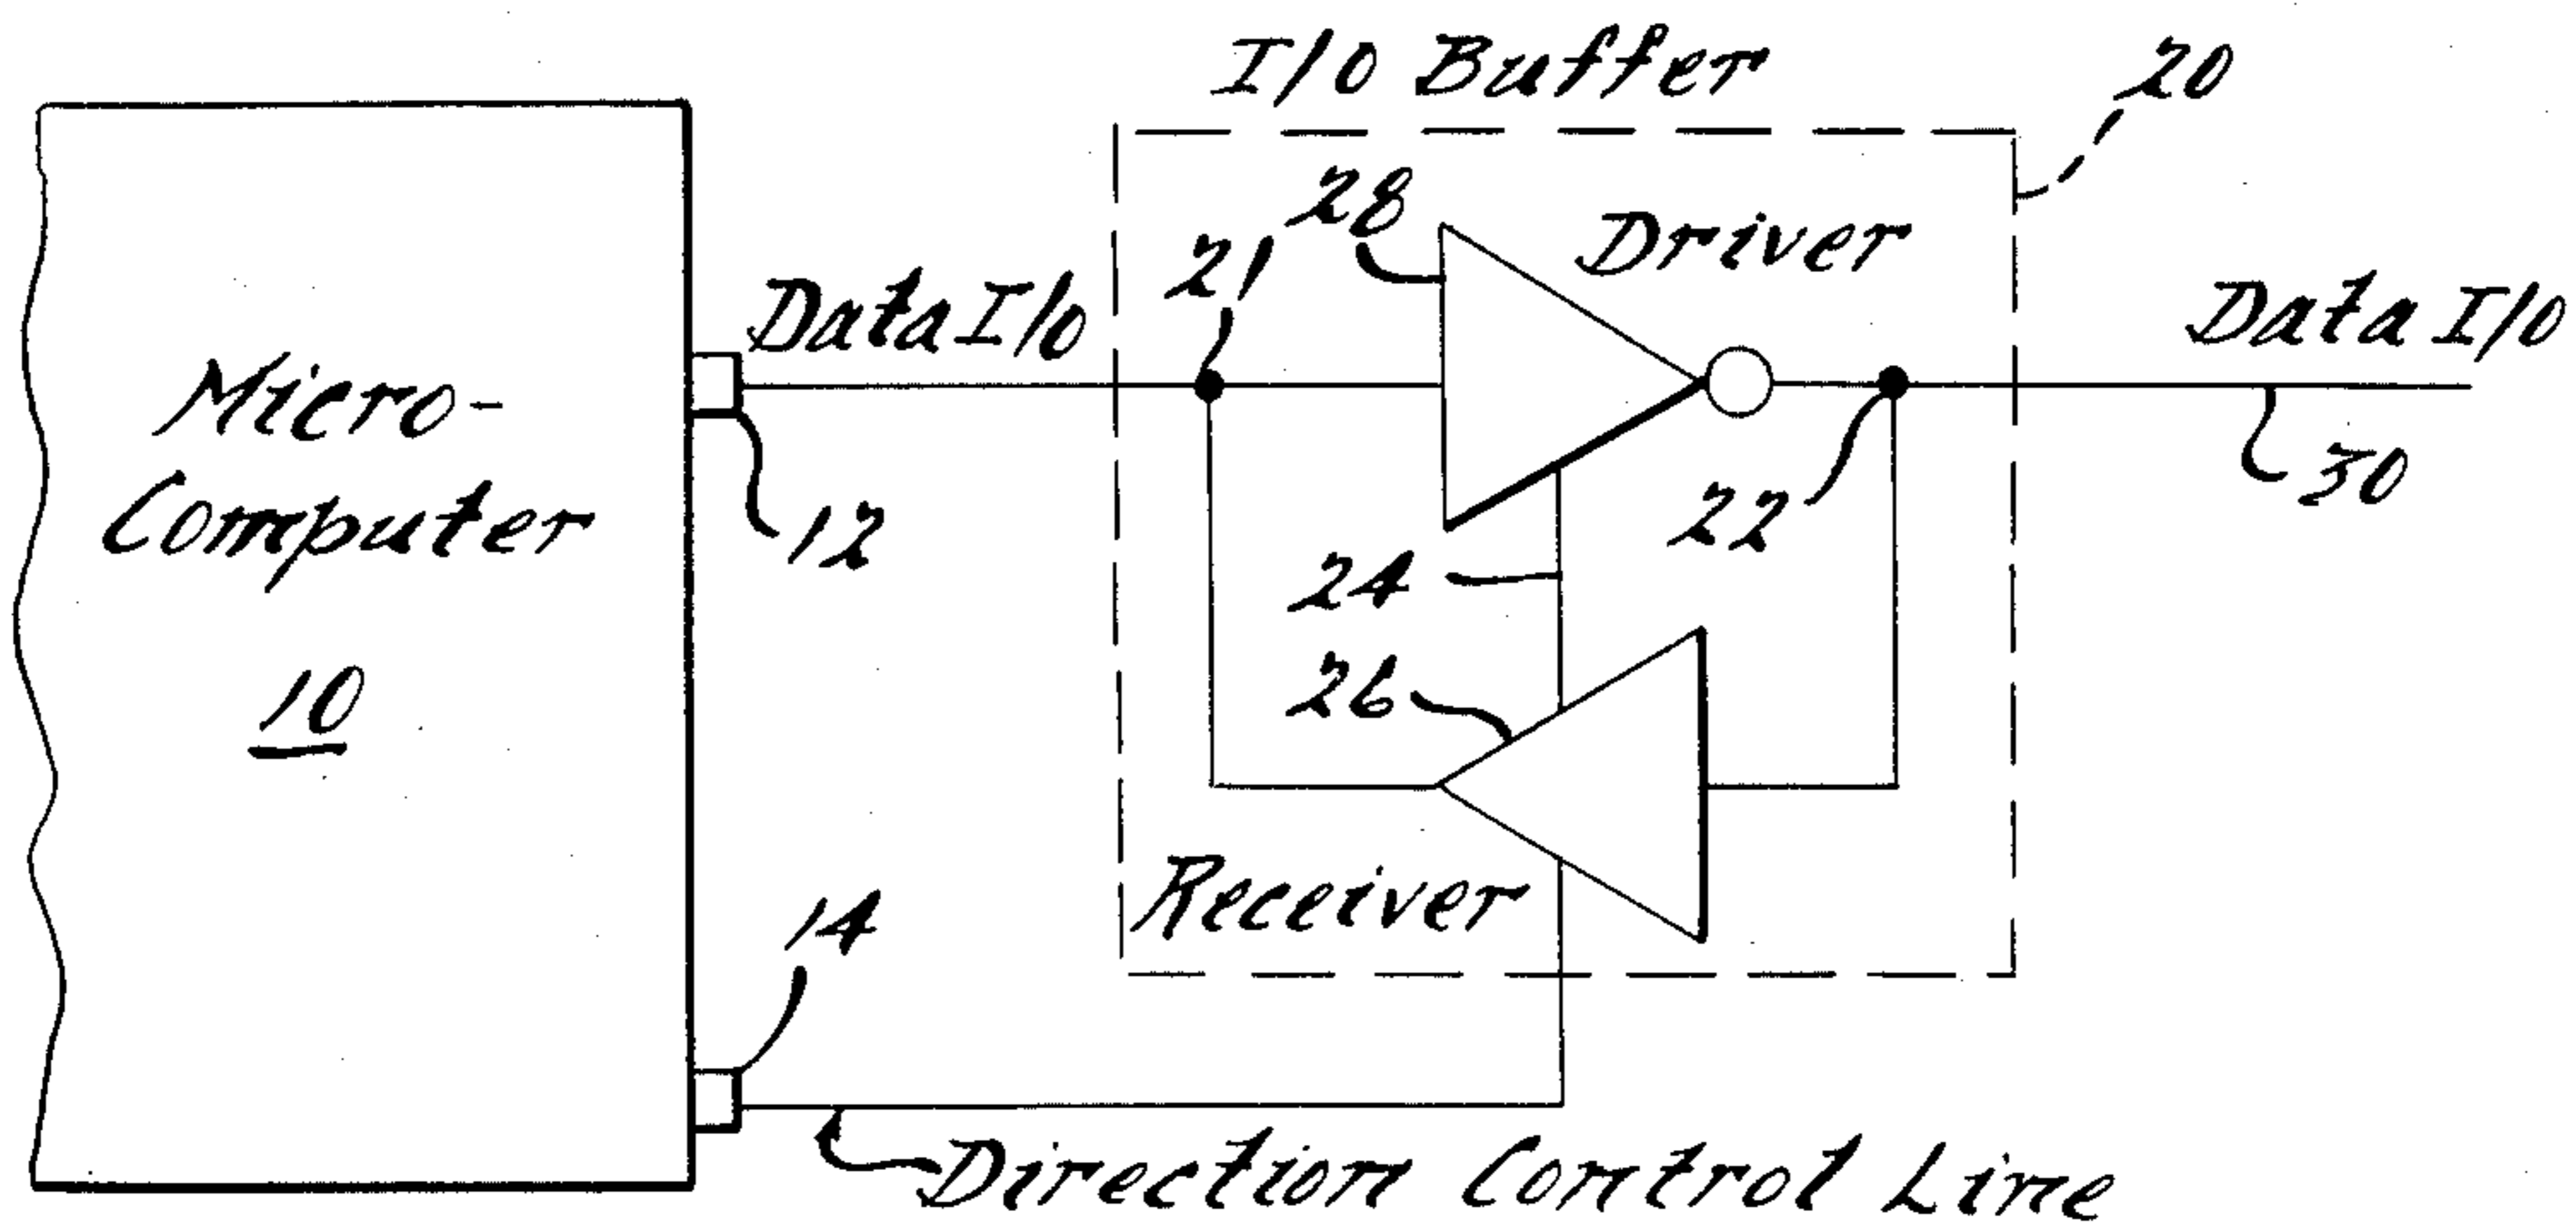 I/O Buffer
20
28
Driver
21
Data I/O
Data I/O
Micro-
Computer
10
12
22
30
24
26
Receiver
14
Direction Control Line